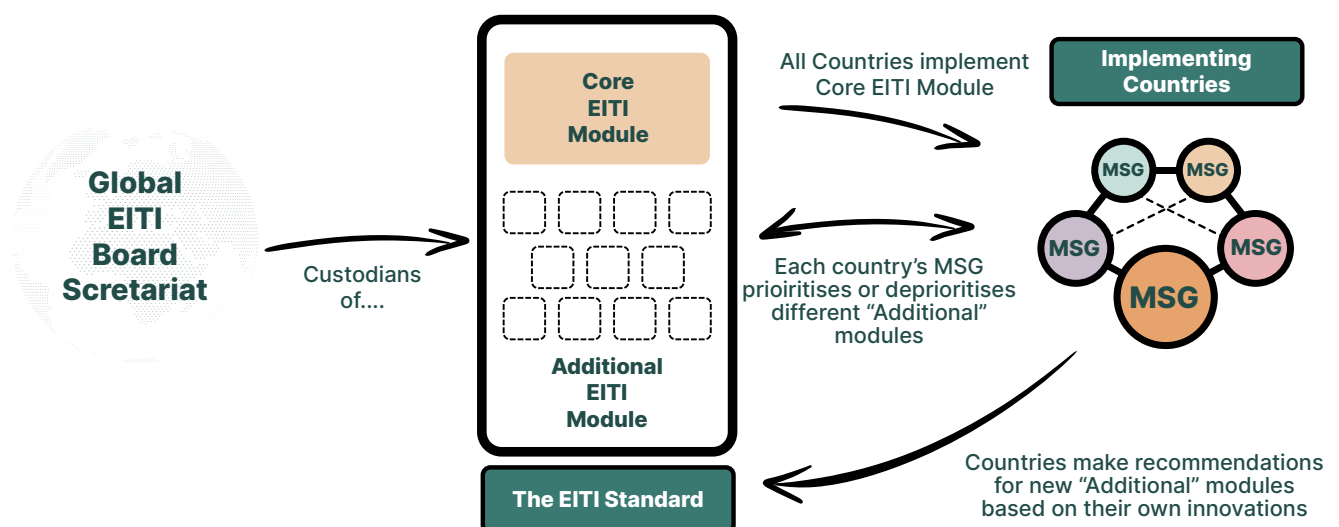 Global
EITI
Board
Scretariat
Custodians
of....
Core
EITI
Module
Additional
EITI
Module
The EITI Standard
All Countries implement
Core EITI Module
Each country’s MSG
prioiritises or deprioritises
different “Additional”
modules
Implementing
Countries
MSG
MSG
MSG
MSG
MSG
Countries make recommendations
for new “Additional” modules
based on their own innovations